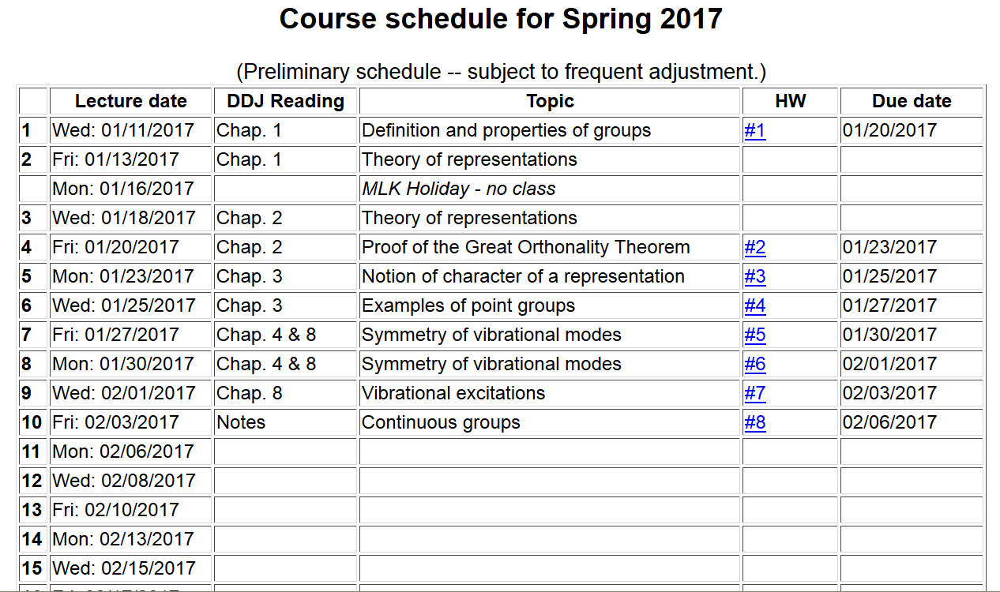 Course schedule for Spring 2017
(Preliminary schedule -- subject to frequent adjustment.)
Lecture date DDJ Reading Topic HW Due date
1 Wed: 01/11/2017 Chap. 1 Definition and properties of groups #1 01/20/2017
2 Fri: 01/13/2017 Chap. 1 Theory of representations
Mon: 01/16/2017 MLK Holiday - no class
3 Wed: 01/18/2017 Chap. 2 Theory of representations
4 Fri: 01/20/2017 Chap. 2 Proof of the Great Orthonality Theorem #2 01/23/2017
5 Mon: 01/23/2017 Chap. 3 Notion of character of a representation #3 01/25/2017
6 Wed: 01/25/2017 Chap. 3 Examples of point groups #4 01/27/2017
7 Fri: 01/27/2017 Chap. 4 & 8 Symmetry of vibrational modes #5 01/30/2017
8 Mon: 01/30/2017 Chap. 4 & 8 Symmetry of vibrational modes #6 02/01/2017
9 Wed: 02/01/2017 Chap. 8 Vibrational excitations #7 02/03/2017
10 Fri: 02/03/2017 Notes Continuous groups #8 02/06/2017
11 Mon: 02/06/2017
12 Wed: 02/08/2017
13 Fri: 02/10/2017
14 Mon: 02/13/2017
15 Wed: 02/15/2017